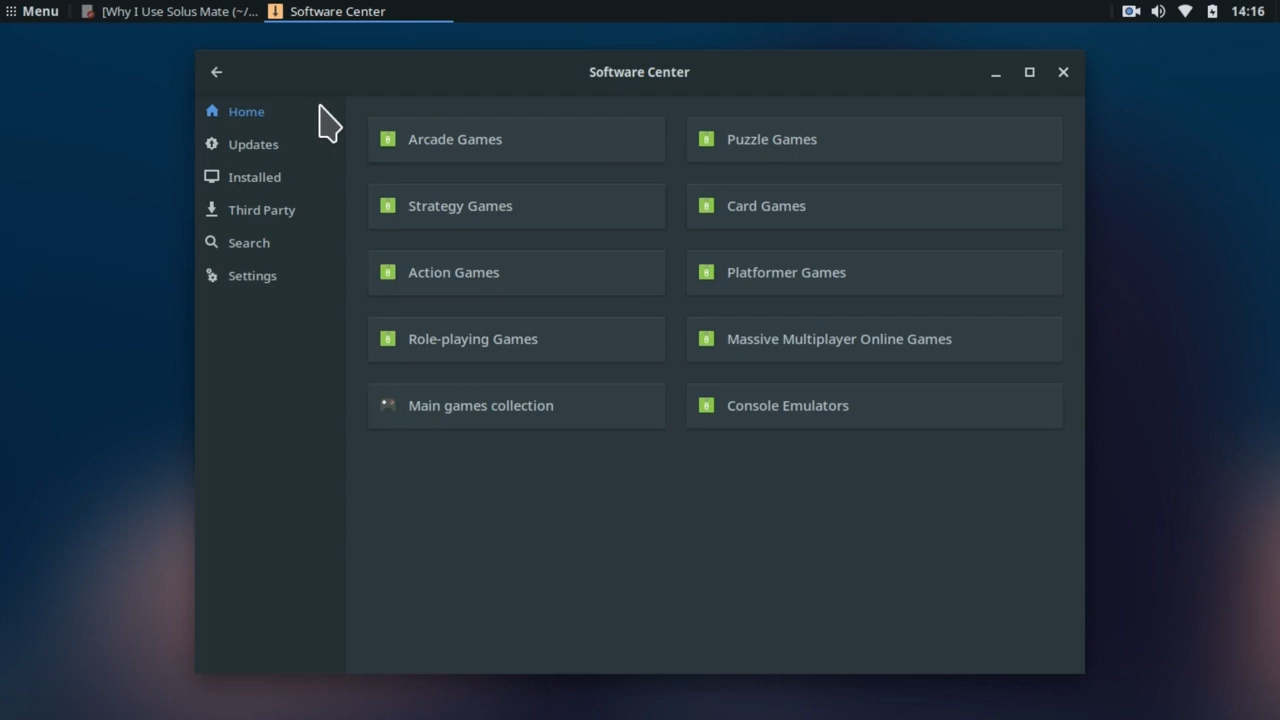 Menu
[Why I Use Solus Mate (~/...
Software Center
14:16
Software Center
Home
Updates
Installed
Third Party
Search
Settings
Arcade Games
Puzzle Games
Strategy Games
Card Games
Action Games
Platformer Games
Role-playing Games
Massive Multiplayer Online Games
Main games collection
Console Emulators